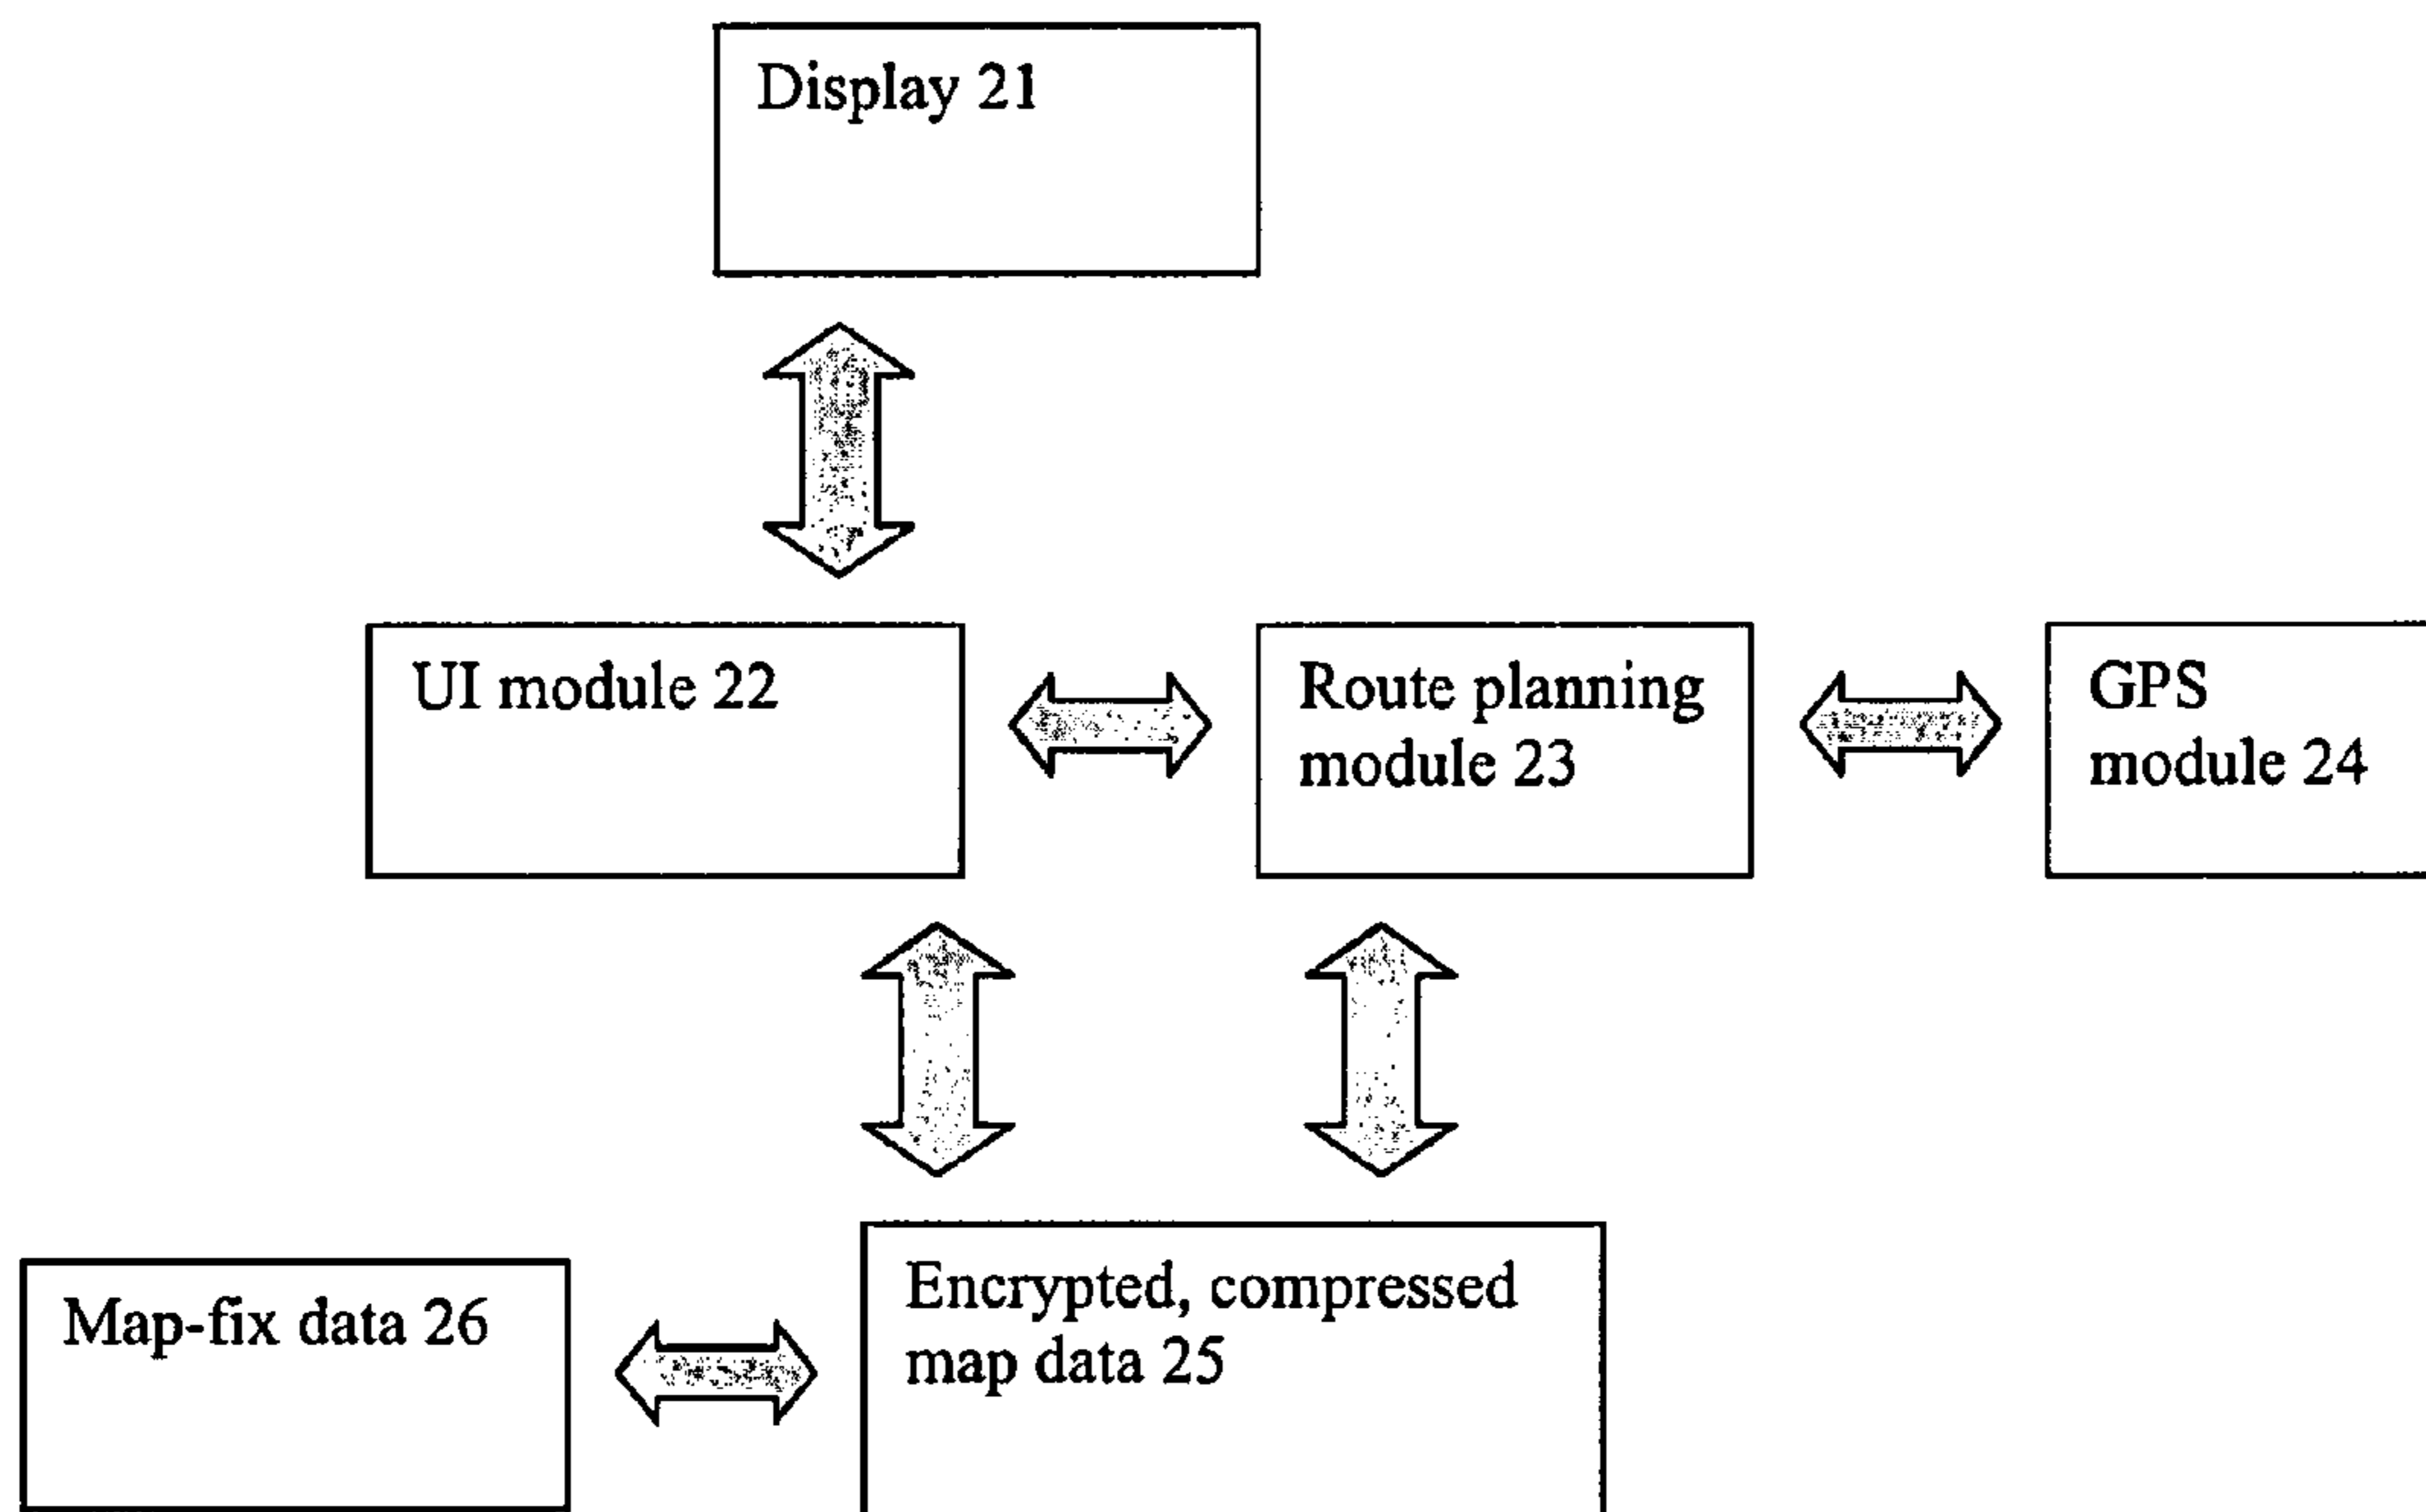 Display 21
UI module 22
Route planning
module 23
GPS
module 24
Map-fix data 26
Encrypted, compressed
map data 25